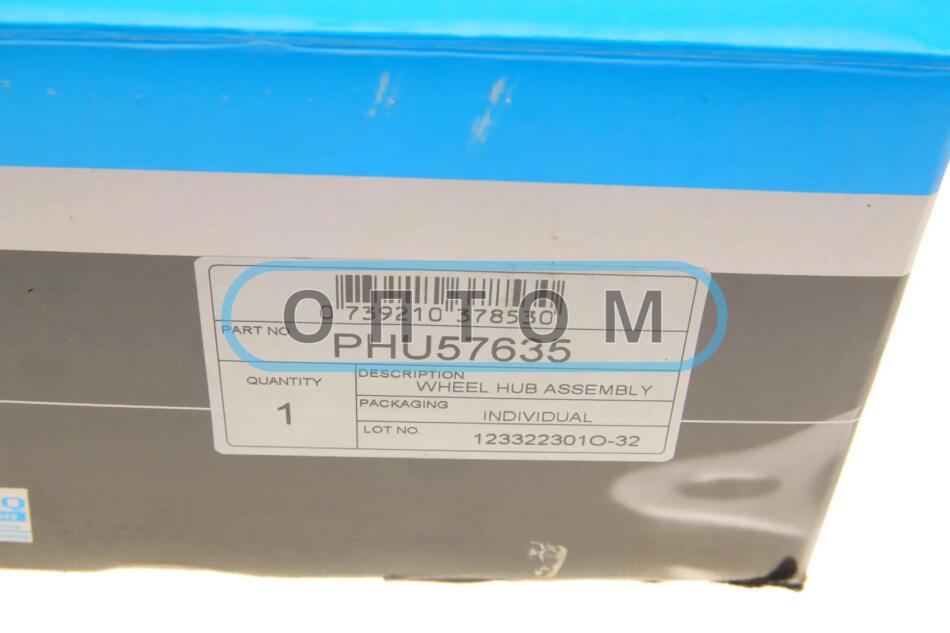 ОПТОМ
0 739210 378530
PART NO.
PHU57635
QUANTITY
1
DESCRIPTION
WHEEL HUB ASSEMBLY
PACKAGING
INDIVIDUAL
LOT NO.
123322301O-32